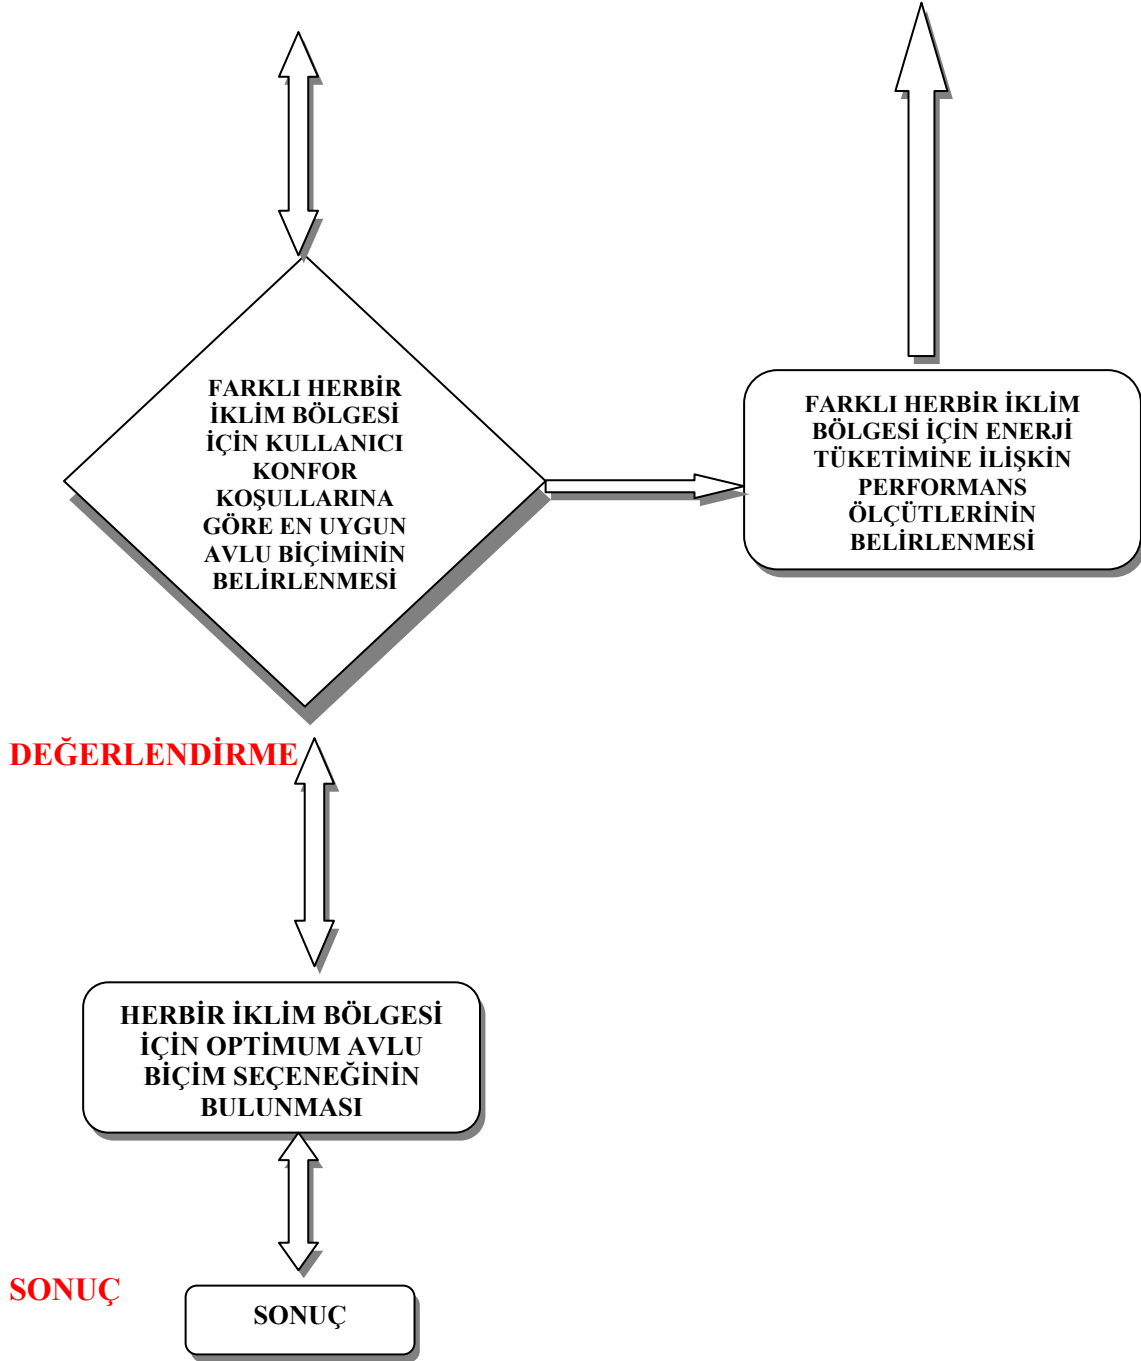 FARKLI HERBİR
İKLİM BÖLGESİ
İÇİN KULLANICI
KONFOR
KOŞULLARINA
GÖRE EN UYGUN
AVLU BİÇİMİNİN
BELİRLENMESİ
FARKLI HERBİR İKLİM
BÖLGESİ İÇİN ENERJİ
TÜKETİMİNE İLİŞKİN
PERFORMANS
ÖLÇÜTLERİNİN
BELİRLENMESİ
DEĞERLENDİRME
HERBİR İKLİM BÖLGESİ
İÇİN OPTİMUM AVLU
BİÇİM SEÇENEĞİNİN
BULUNMASI
SONUÇ
SONUÇ